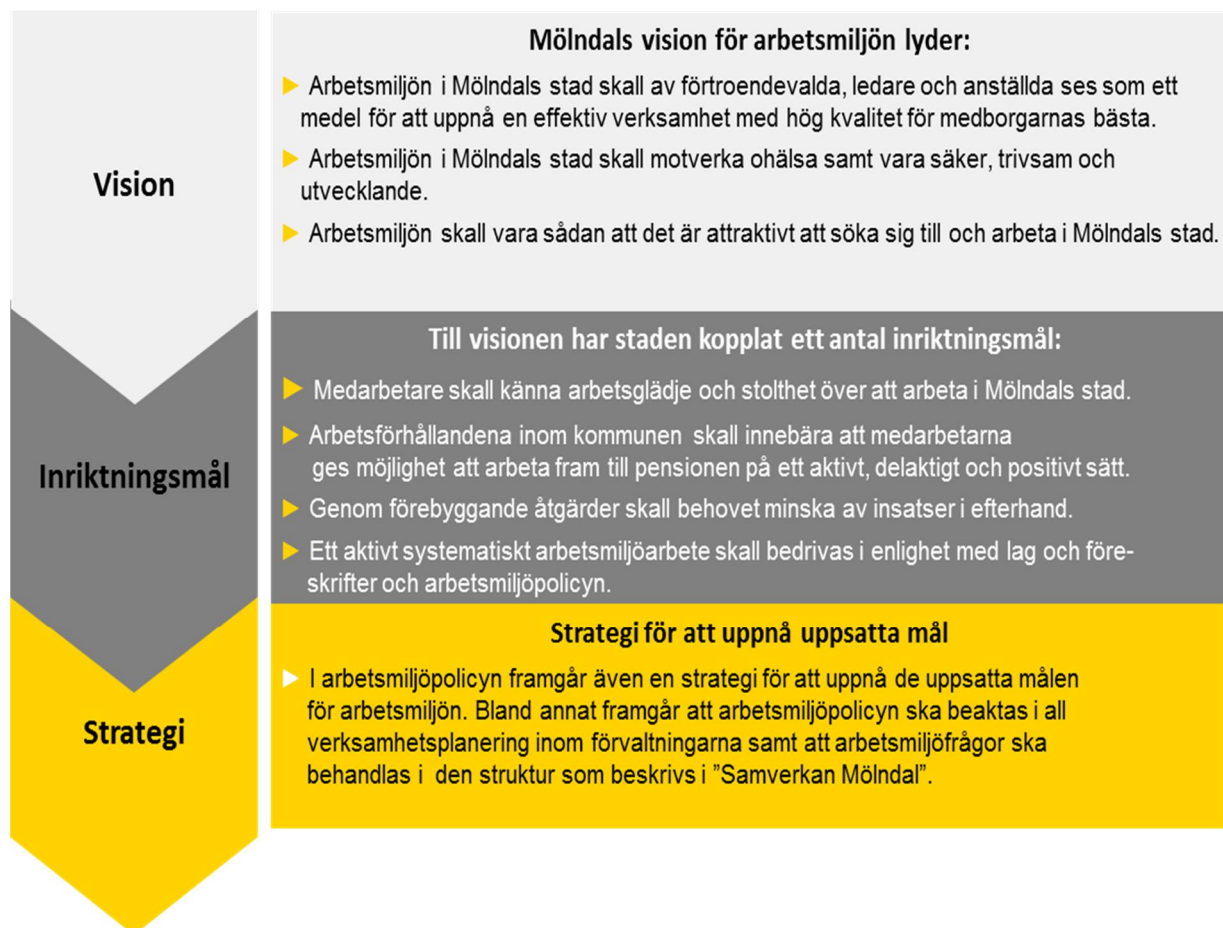 Vision
Mölndals vision för arbetsmiljön lyder:
Arbetsmiljön i Mölndals stad skall av förtroendevalda, ledare och anställda ses som ett
medel för att uppnå en effektiv verksamhet med hög kvalitet för medborgarnas bästa.
Arbetsmiljön i Mölndals stad skall motverka ohälsa samt vara säker, trivsam och
utvecklande.
Arbetsmiljön skall vara sådan att det är attraktivt att söka sig till och arbeta i Mölndals stad.
Inriktningsmål
Till visionen har staden kopplat ett antal inriktningsmål:
Medarbetare skall känna arbetsglädje och stolthet över att arbeta i Mölndals stad.
Arbetsförhållandena inom kommunen skall innebära att medarbetarna
ges möjlighet att arbeta fram till pensionen på ett aktivt, delaktigt och positivt sätt.
Genom förebyggande åtgärder skall behovet minska av insatser i efterhand.
Ett aktivt systematiskt arbetsmiljöarbete skall bedrivas i enlighet med lag och före-
skrifter och arbetsmiljöpolicyn.
Strategi
Strategi för att uppnå uppsatta mål
I arbetsmiljöpolicyn framgår även en strategi för att uppnå de uppsatta målen
för arbetsmiljön. Bland annat framgår att arbetsmiljöpolicyn ska beaktas i all
verksamhetsplanering inom förvaltningarna samt att arbetsmiljöfrågor ska
behandlas i den struktur som beskrivs i ”Samverkan Mölndal”.